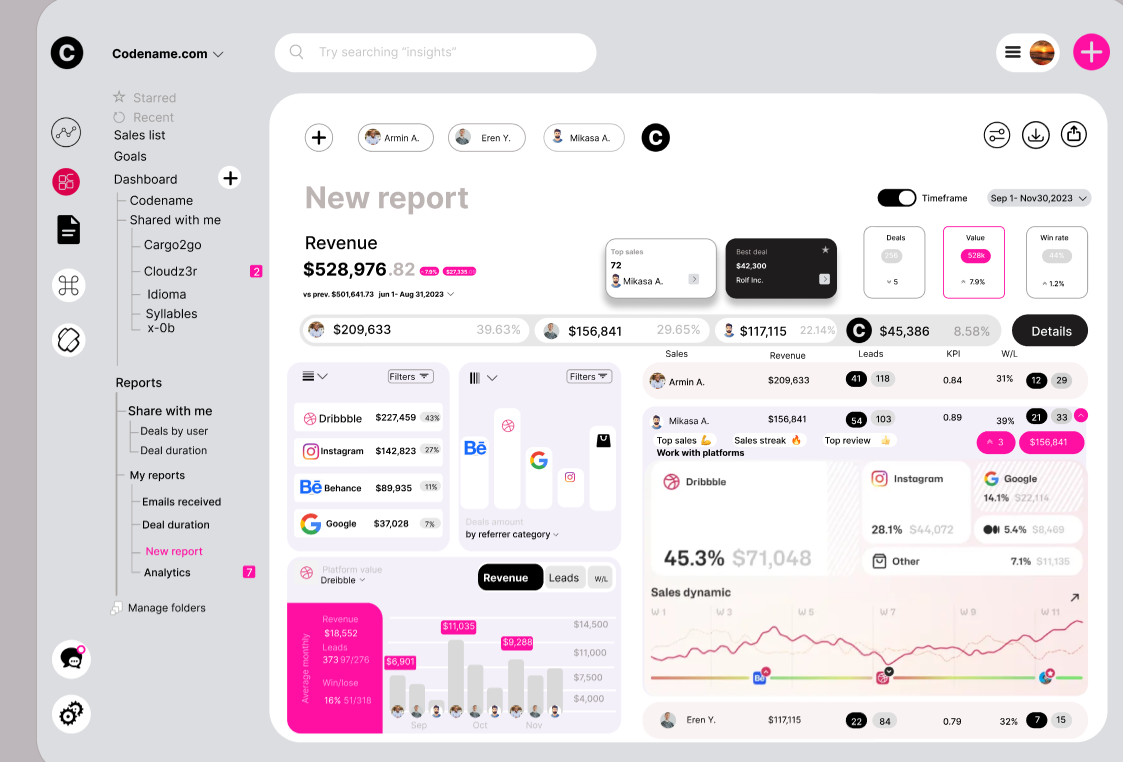 C
Codename.com
Try searching "insights"
Starred
Recent
Sales list
Goals
Dashboard
Codename
Shared with me
Cargo2go
Cloudz3r 2
Idioma
Syllables
x-0b
Reports
Share with me
Deals by user
Deal duration
My reports
Emails received
Deal duration
New report
Analytics 7
Manage folders
Armin A. Eren Y. Mikasa A. C
New report
Timeframe Sep 1- Nov30,2023
Revenue
$528,976.82 7.9%
vs prev. $501,641.73 jun 1- Aug 31,2023
Top sales
72
Mikasa A.
Best deal
$42,300
Rolf Inc.
Deals
256
5
Value
528k
7.9%
Win rate
44%
1.2%
$209,633 39.63% $156,841 29.65% $117,115 22.14% C $45,386 8.58% Details
Filters
Dribbble $227,459 43%
Instagram $142,823 27%
Behance $89,935 11%
Google $37,028 7%
Filters
Bē
Deals amount
by referrer category
Platform value
Dreibble
Revenue Leads W/L
Average monthly
Revenue
$18,552
Leads
373 97/276
Win/lose
16% 51/318
$6,901
$11,035
$9,288
$14,500
$11,000
$7,500
$4,000
Sep Oct Nov
Sales Revenue Leads KPI W/L
Armin A. $209,633 41 118 0.84 31% 12 29
Mikasa A. $156,841 54 103 0.89 39% 21 33
Top sales 💪 Sales streak 🔥 Top review 👍 3 $156,841
Work with platforms
Dribbble
45.3% $71,048
Instagram
28.1% $44,072
Google
14.1% $22,114
5.4% $8,469
Other 7.1% $11,135
Sales dynamic
W 1 W 3 W 5 W 7 W 9 W 11
Bē
Eren Y. $117,115 22 84 0.79 32% 7 15